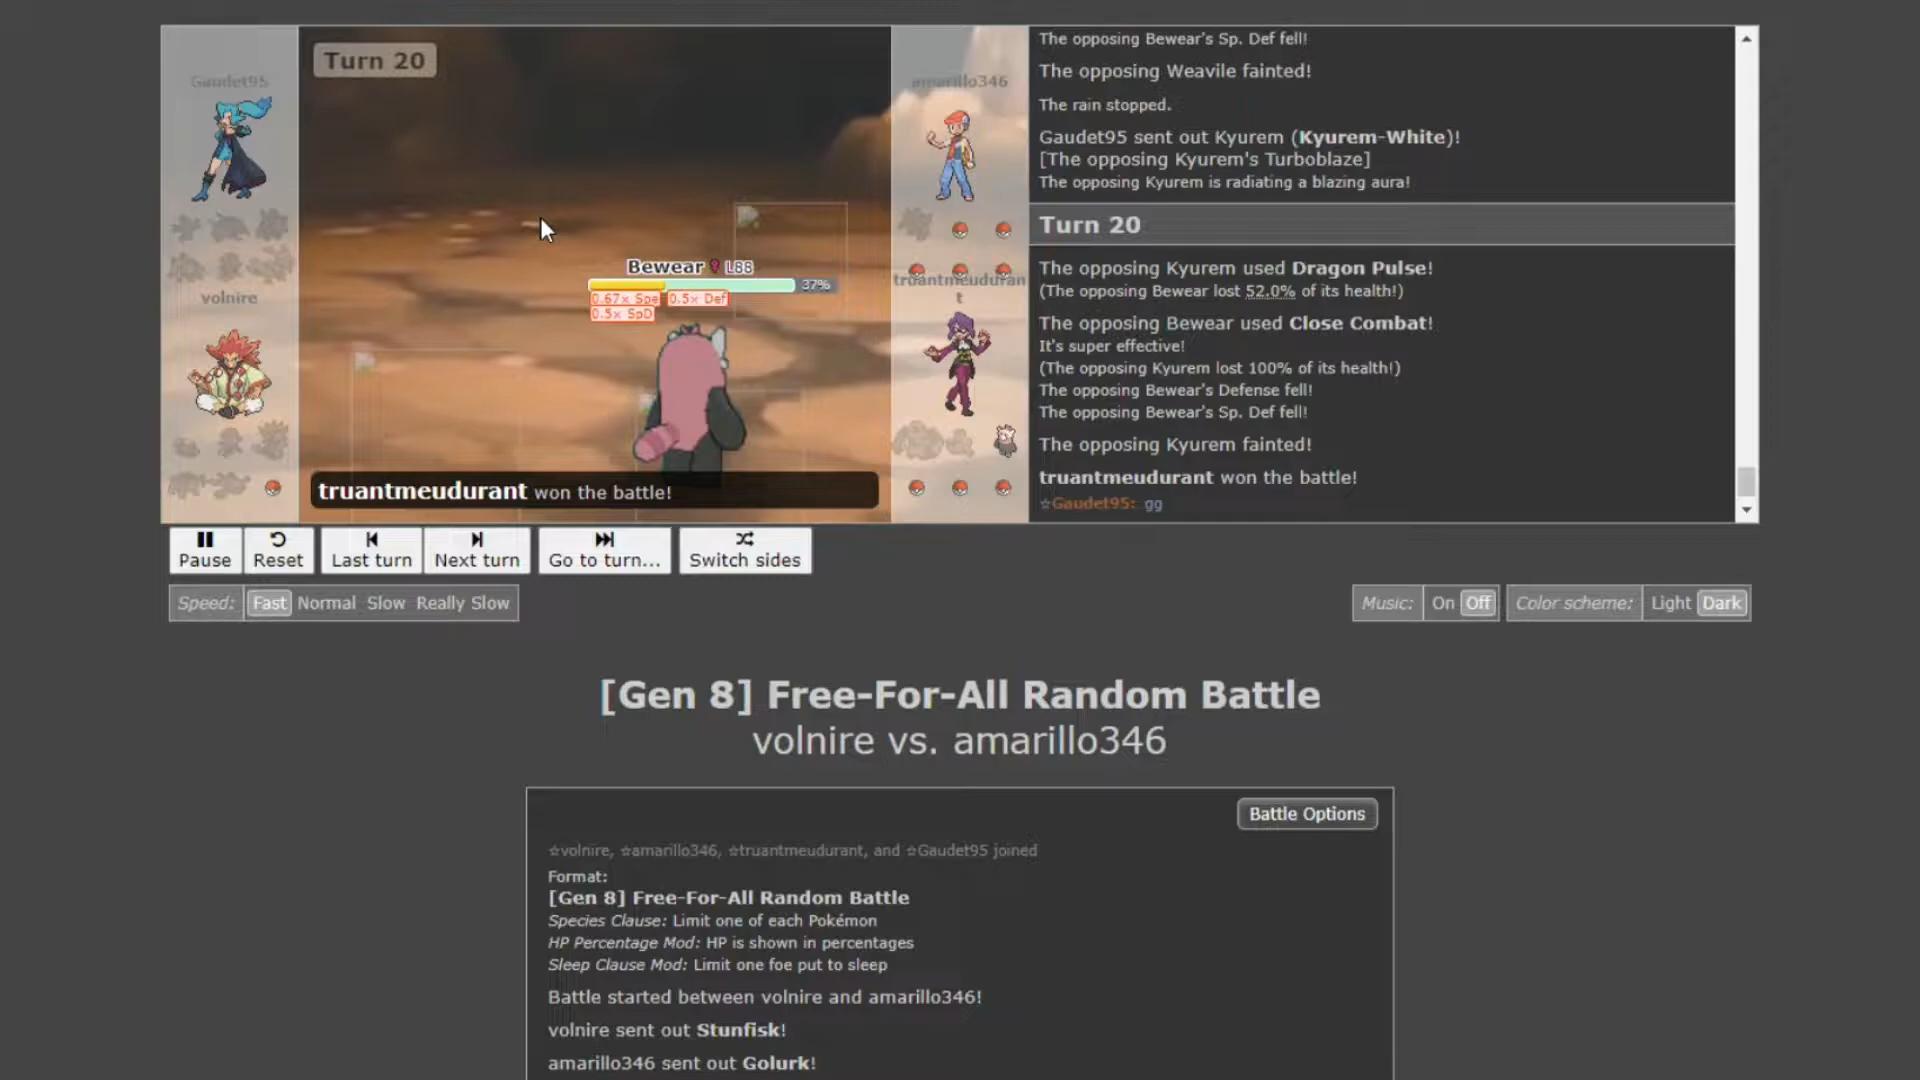 Turn 20
Gaudet95
volnire
Bewear L88
37%
0.67× Spe 0.5× Def
0.5× SpD
truantmeudurant won the battle!
amarillo346
truantmeuduran
t
The opposing Bewear's Sp. Def fell!
The opposing Weavile fainted!
The rain stopped.
Gaudet95 sent out Kyurem (Kyurem-White)!
[The opposing Kyurem's Turboblaze]
The opposing Kyurem is radiating a blazing aura!
Turn 20
The opposing Kyurem used Dragon Pulse!
(The opposing Bewear lost 52.0% of its health!)
The opposing Bewear used Close Combat!
It's super effective!
(The opposing Kyurem lost 100% of its health!)
The opposing Bewear's Defense fell!
The opposing Bewear's Sp. Def fell!
The opposing Kyurem fainted!
truantmeudurant won the battle!
☆Gaudet95: gg
Pause Reset Last turn Next turn Go to turn... Switch sides
Speed: Fast Normal Slow Really Slow
Music: On Off Color scheme: Light Dark
[Gen 8] Free-For-All Random Battle
volnire vs. amarillo346
Battle Options
☆volnire, ☆amarillo346, ☆truantmeudurant, and ☆Gaudet95 joined
Format:
[Gen 8] Free-For-All Random Battle
Species Clause: Limit one of each Pokémon
HP Percentage Mod: HP is shown in percentages
Sleep Clause Mod: Limit one foe put to sleep
Battle started between volnire and amarillo346!
volnire sent out Stunfisk!
amarillo346 sent out Golurk!